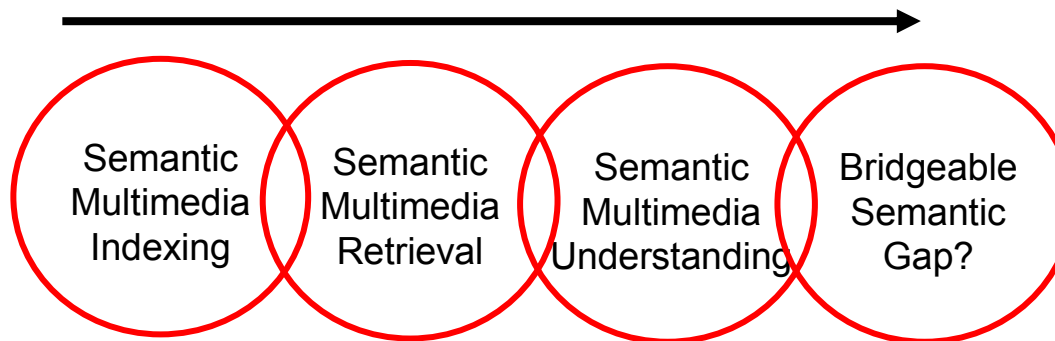 Semantic
Multimedia
Indexing
Semantic
Multimedia
Retrieval
Semantic
Multimedia
Understanding
Bridgeable
Semantic
Gap?